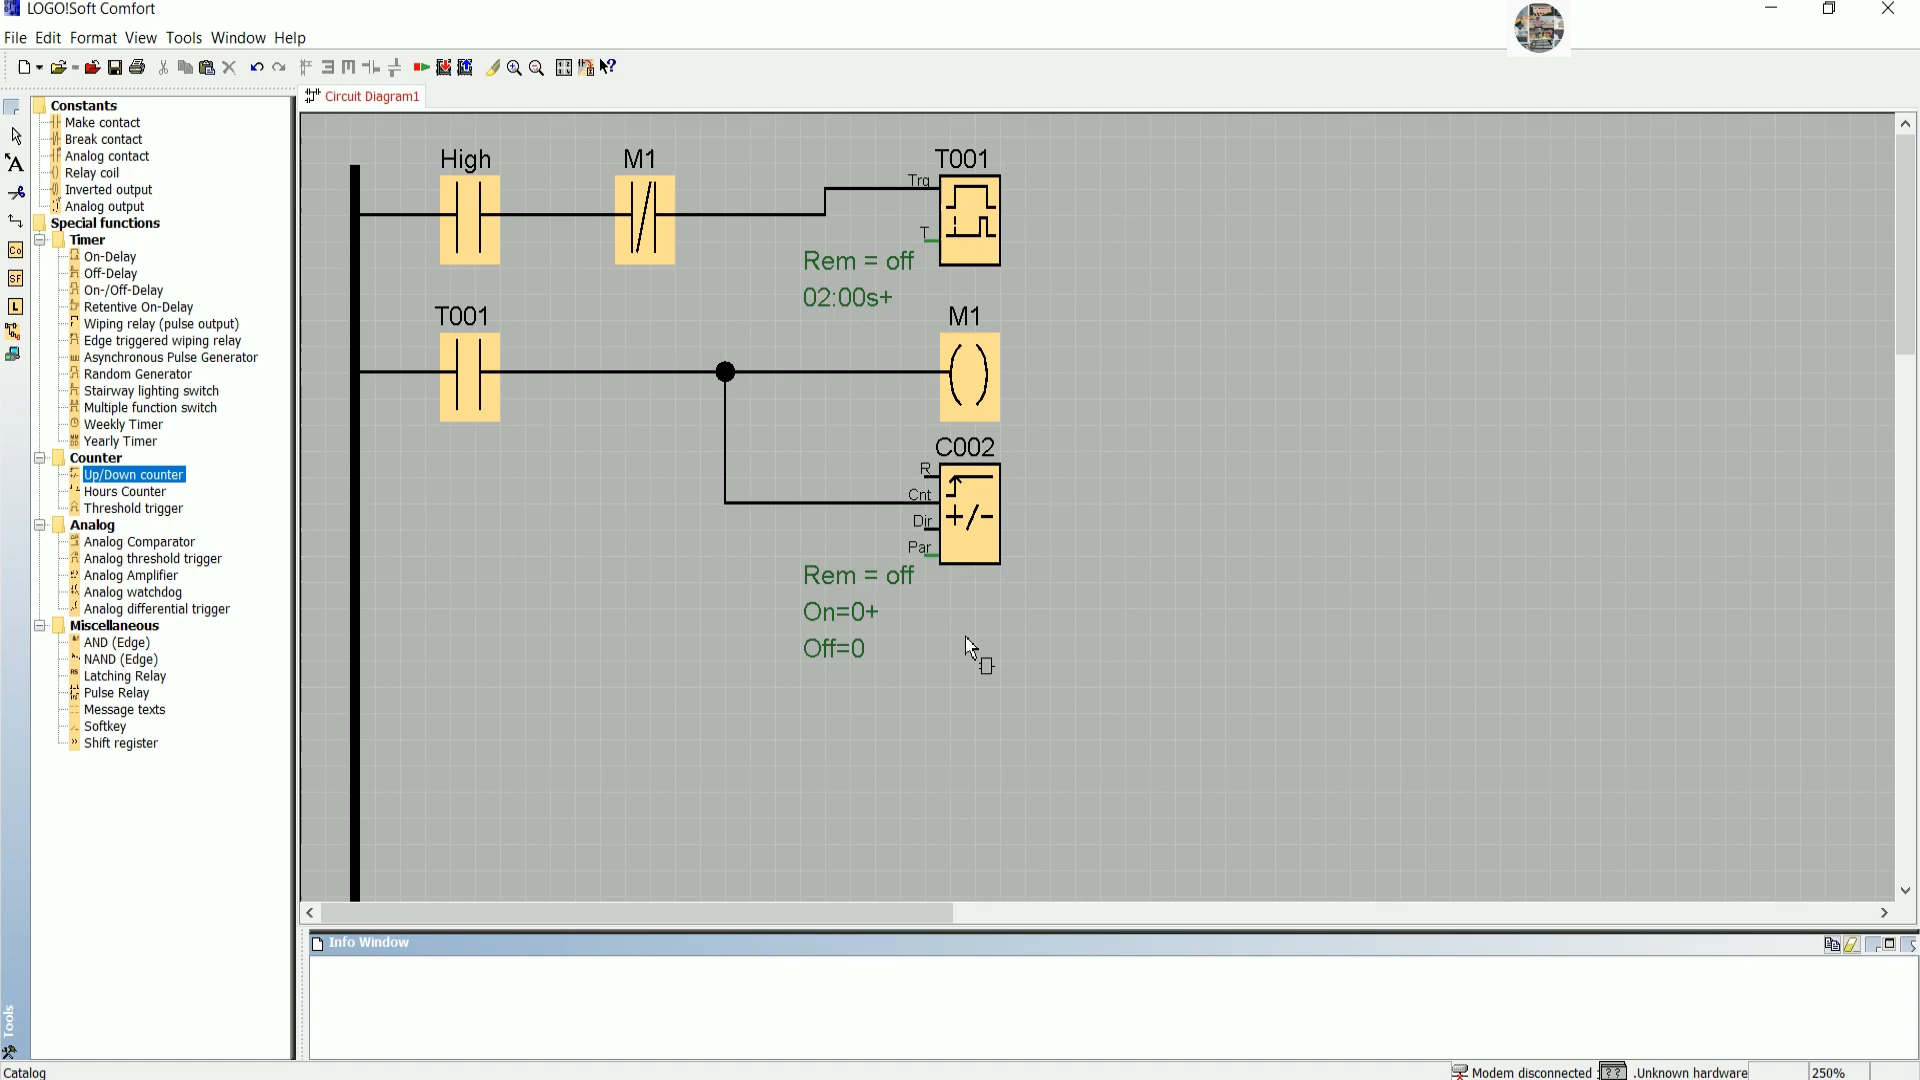 LOGO!Soft Comfort
File Edit Format View Tools Window Help
Circuit Diagram1
Constants
Make contact
Break contact
Analog contact
Relay coil
Inverted output
Analog output
Special functions
Timer
On-Delay
Off-Delay
On-/Off-Delay
Retentive On-Delay
Wiping relay (pulse output)
Edge triggered wiping relay
Asynchronous Pulse Generator
Random Generator
Stairway lighting switch
Multiple function switch
Weekly Timer
Yearly Timer
Counter
Up/Down counter
Hours Counter
Threshold trigger
Analog
Analog Comparator
Analog threshold trigger
Analog Amplifier
Analog watchdog
Analog differential trigger
Miscellaneous
AND (Edge)
NAND (Edge)
Latching Relay
Pulse Relay
Message texts
Softkey
Shift register
A
Co
SF
L
Tools
High M1 T001
Trg
T
Rem = off
02:00s+
T001 M1
C002
R
Cnt
Dir
Par
+/-
Rem = off
On=0+
Off=0
Info Window
Catalog
Modem disconnected ?? .Unknown hardware 250%